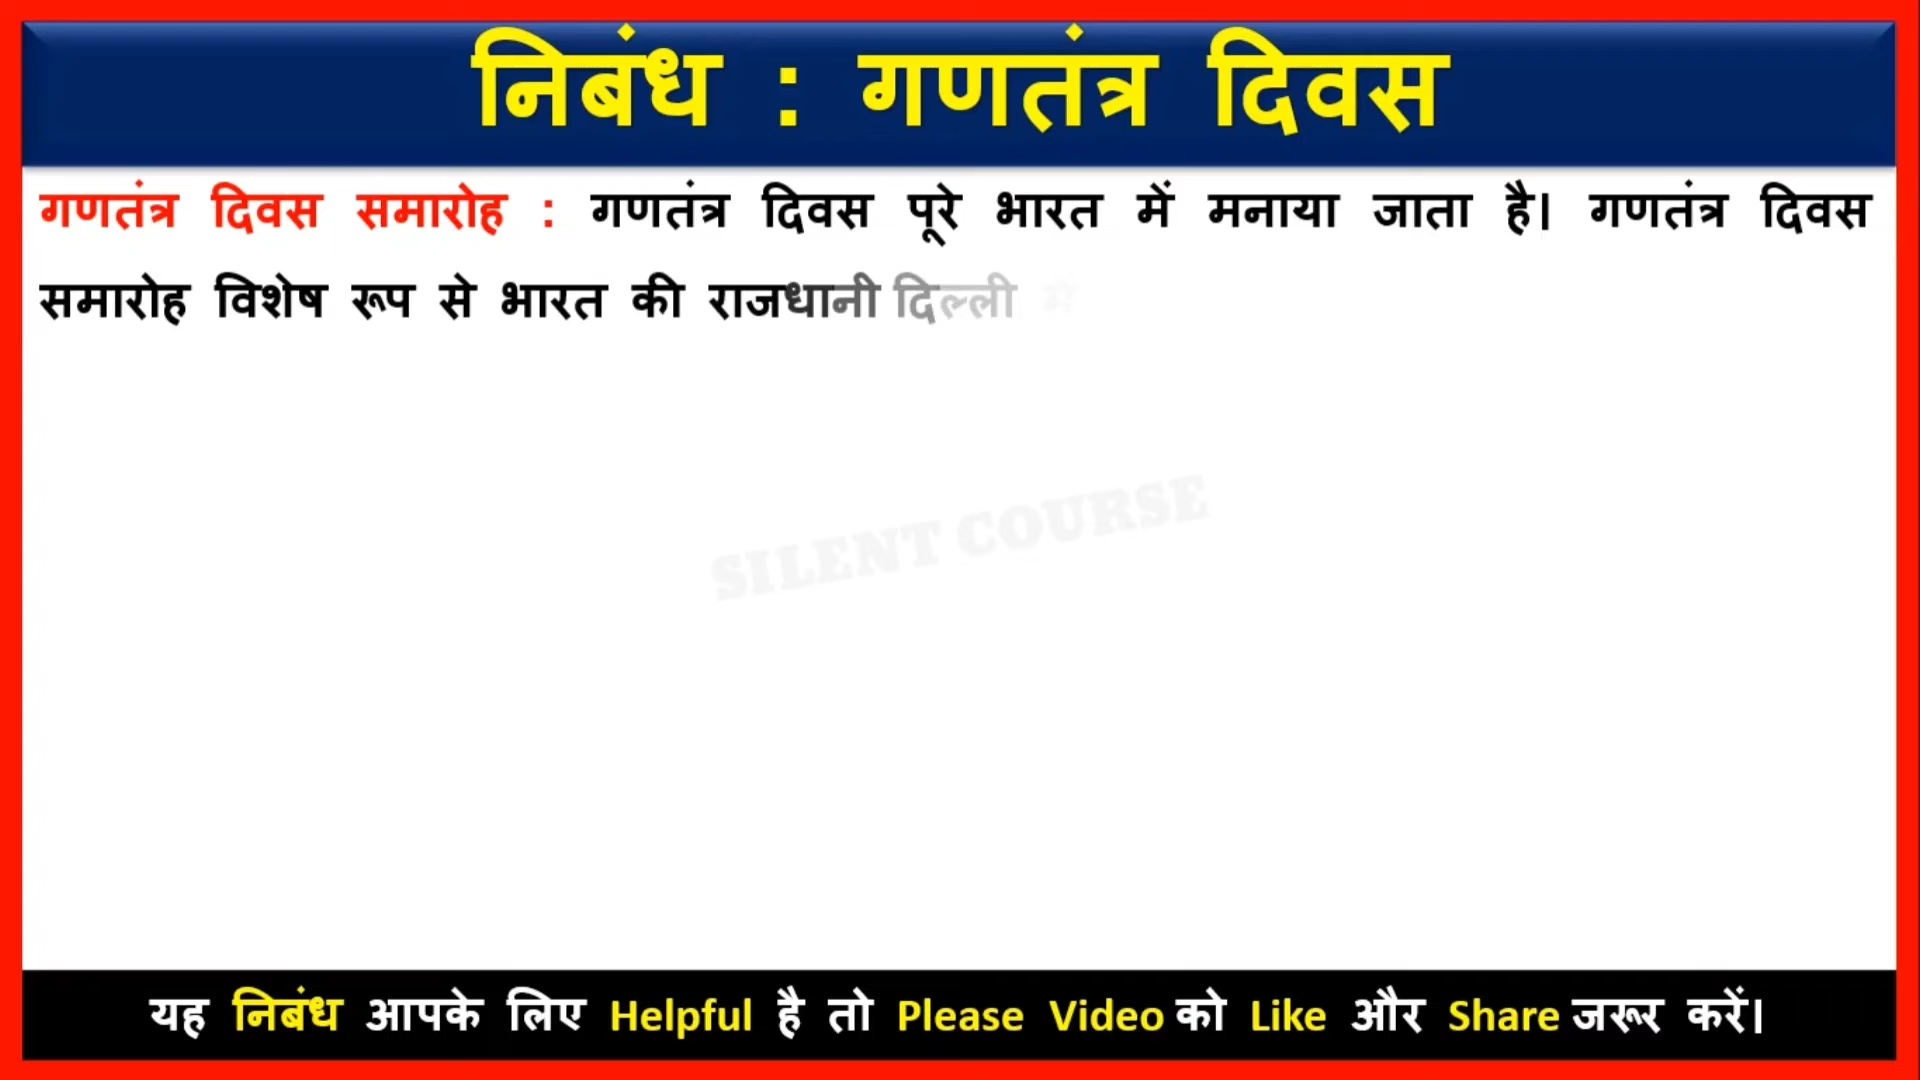 निबंध : गणतंत्र दिवस
गणतंत्र दिवस समारोह : गणतंत्र दिवस पूरे भारत में मनाया जाता है। गणतंत्र दिवस
समारोह विशेष रूप से भारत की राजधानी दिल्ली
SILENT COURSE
यह निबंध आपके लिए Helpful है तो Please Video को Like और Share जरूर करें।